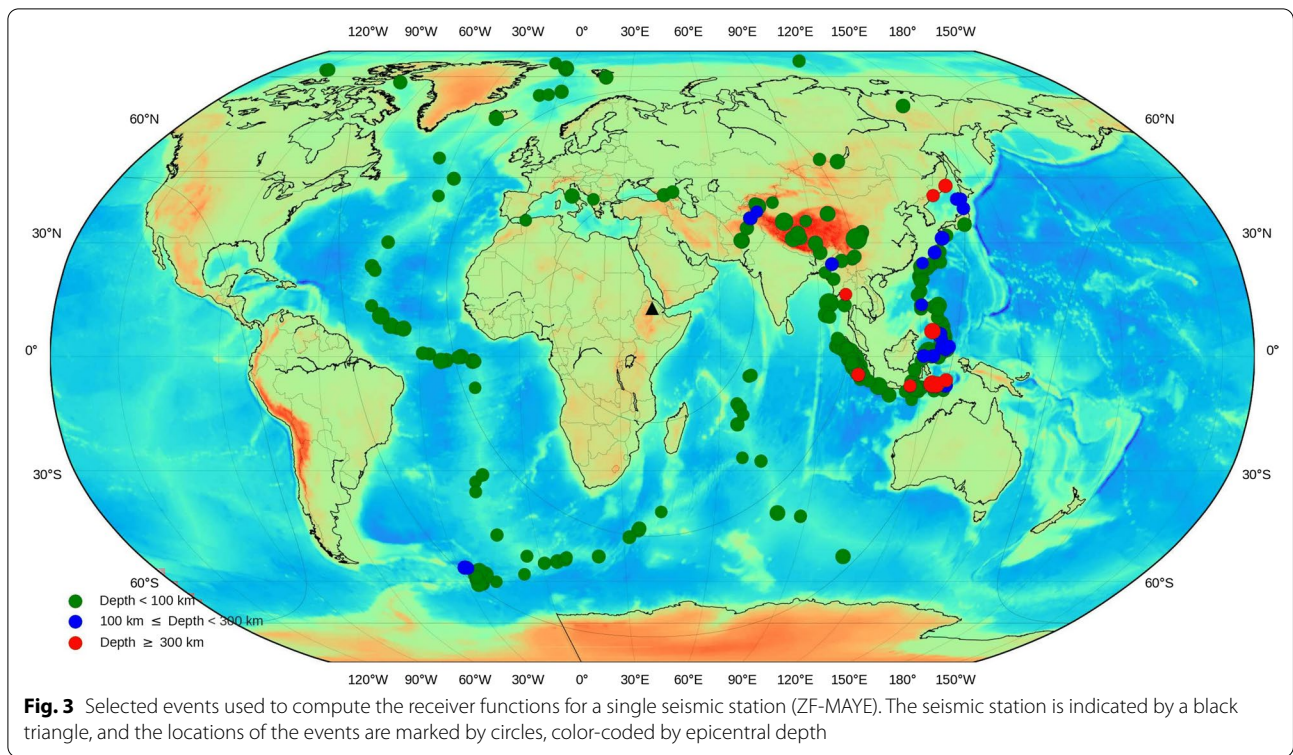 120°W 90°W 60°W 30°W 0° 30°E 60°E 90°E 120°E 150°E 180° 150°W
60°N 60°N
30°N 30°N
0° 0°
30°S 30°S
60°S 60°S
Depth < 100 km
100 km ≤ Depth < 300 km
Depth ≥ 300 km
120°W 90°W 60°W 30°W 0° 30°E 60°E 90°E 120°E 150°E 180° 150°W
Fig. 3 Selected events used to compute the receiver functions for a single seismic station (ZF-MAYE). The seismic station is indicated by a black
triangle, and the locations of the events are marked by circles, color-coded by epicentral depth